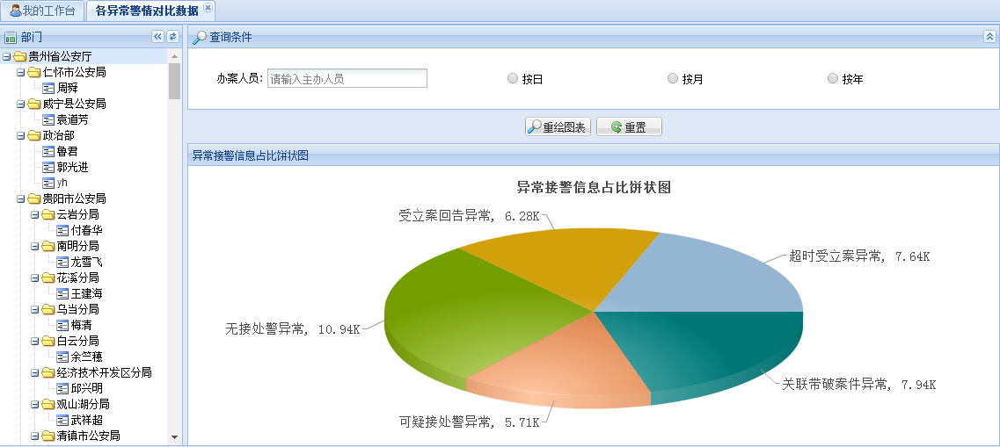 我的工作台
各异常警情对比数据
部门
贵州省公安厅
仁怀市公安局
周舜
威宁县公安局
袁道芳
政治部
鲁君
郭光进
yh
贵阳市公安局
云岩分局
付春华
南明分局
龙雪飞
花溪分局
王建海
乌当分局
梅清
白云分局
余竺穗
经济技术开发区分局
邱兴明
观山湖分局
武祥超
清镇市公安局
查询条件
办案人员: 请输入主办人员 按日 按月 按年
重绘图表 重置
异常接警信息占比饼状图
异常接警信息占比饼状图
受立案回告异常, 6.28K
超时受立案异常, 7.64K
无接处警异常, 10.94K
关联带破案件异常, 7.94K
可疑接处警异常, 5.71K